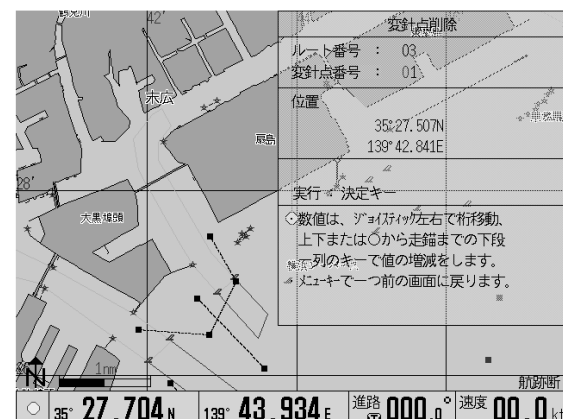 変針点削除
ルート番号 : 03
変針点番号 : 01
位置
35°27.507N
139°42.841E
実行 : 決定キー
数値は、ジョイスティック左右で桁移動、
上下または○から走錨までの下段
一列のキーで値の増減をします。
メニューキーで一つ前の画面に戻ります。
42'
末広
扇島
28'
大黒埠頭
N
1nm
航跡断
35° 27.704 N
139° 43.934 E
進路 000.0°
速度 00.0 kt